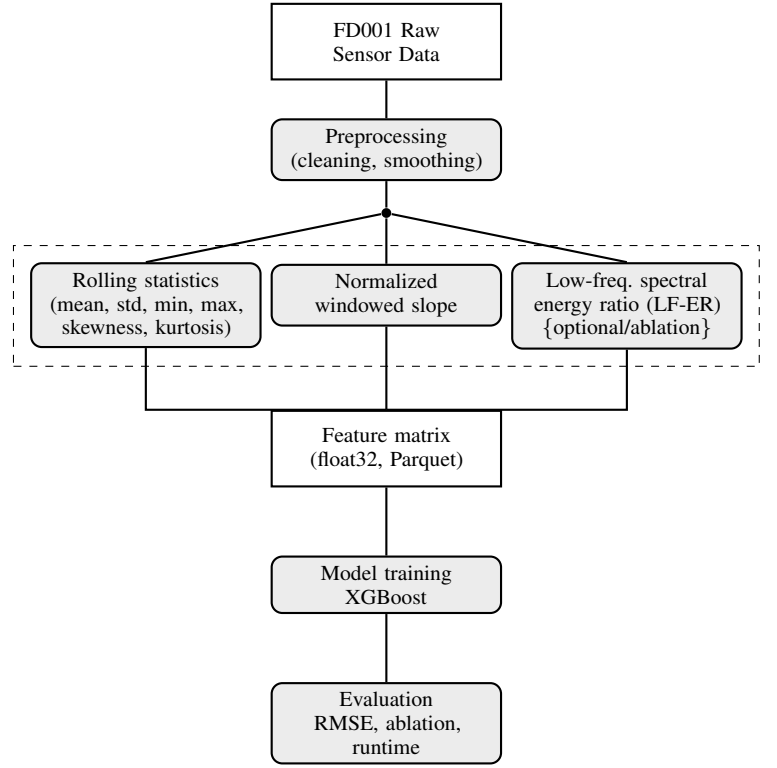 FD001 Raw
Sensor Data
Preprocessing
(cleaning, smoothing)
Rolling statistics
(mean, std, min, max,
skewness, kurtosis)
Normalized
windowed slope
Low-freq. spectral
energy ratio (LF-ER)
{optional/ablation}
Feature matrix
(float32, Parquet)
Model training
XGBoost
Evaluation
RMSE, ablation,
runtime